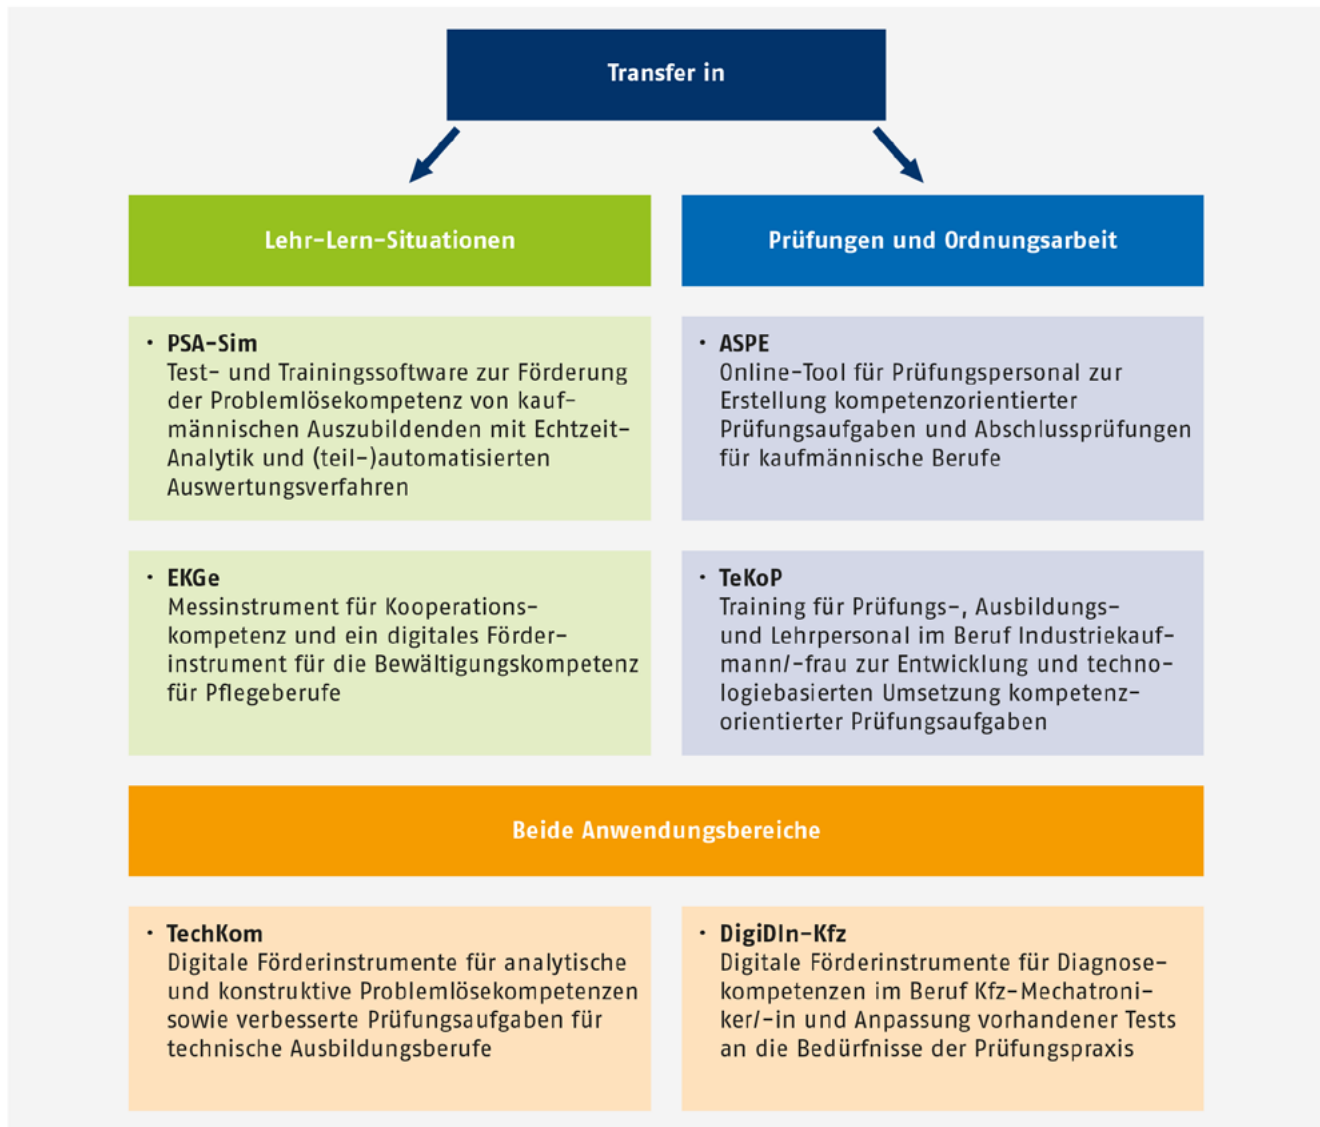 Transfer in
Lehr-Lern-Situationen
Prüfungen und Ordnungsarbeit
· PSA-Sim
Test- und Trainingssoftware zur Förderung
der Problemlösekompetenz von kauf-
männischen Auszubildenden mit Echtzeit-
Analytik und (teil-)automatisierten
Auswertungsverfahren
· ASPE
Online-Tool für Prüfungspersonal zur
Erstellung kompetenzorientierter
Prüfungsaufgaben und Abschlussprüfungen
für kaufmännische Berufe
· EKGe
Messinstrument für Kooperations-
kompetenz und ein digitales Förder-
instrument für die Bewältigungskompetenz
für Pflegeberufe
· TeKoP
Training für Prüfungs-, Ausbildungs-
und Lehrpersonal im Beruf Industriekauf-
mann/-frau zur Entwicklung und techno-
logiebasierten Umsetzung kompetenz-
orientierter Prüfungsaufgaben
Beide Anwendungsbereiche
· TechKom
Digitale Förderinstrumente für analytische
und konstruktive Problemlösekompetenzen
sowie verbesserte Prüfungsaufgaben für
technische Ausbildungsberufe
· DigiDIn-Kfz
Digitale Förderinstrumente für Diagnose-
kompetenzen im Beruf Kfz-Mechatroni-
ker/-in und Anpassung vorhandener Tests
an die Bedürfnisse der Prüfungspraxis